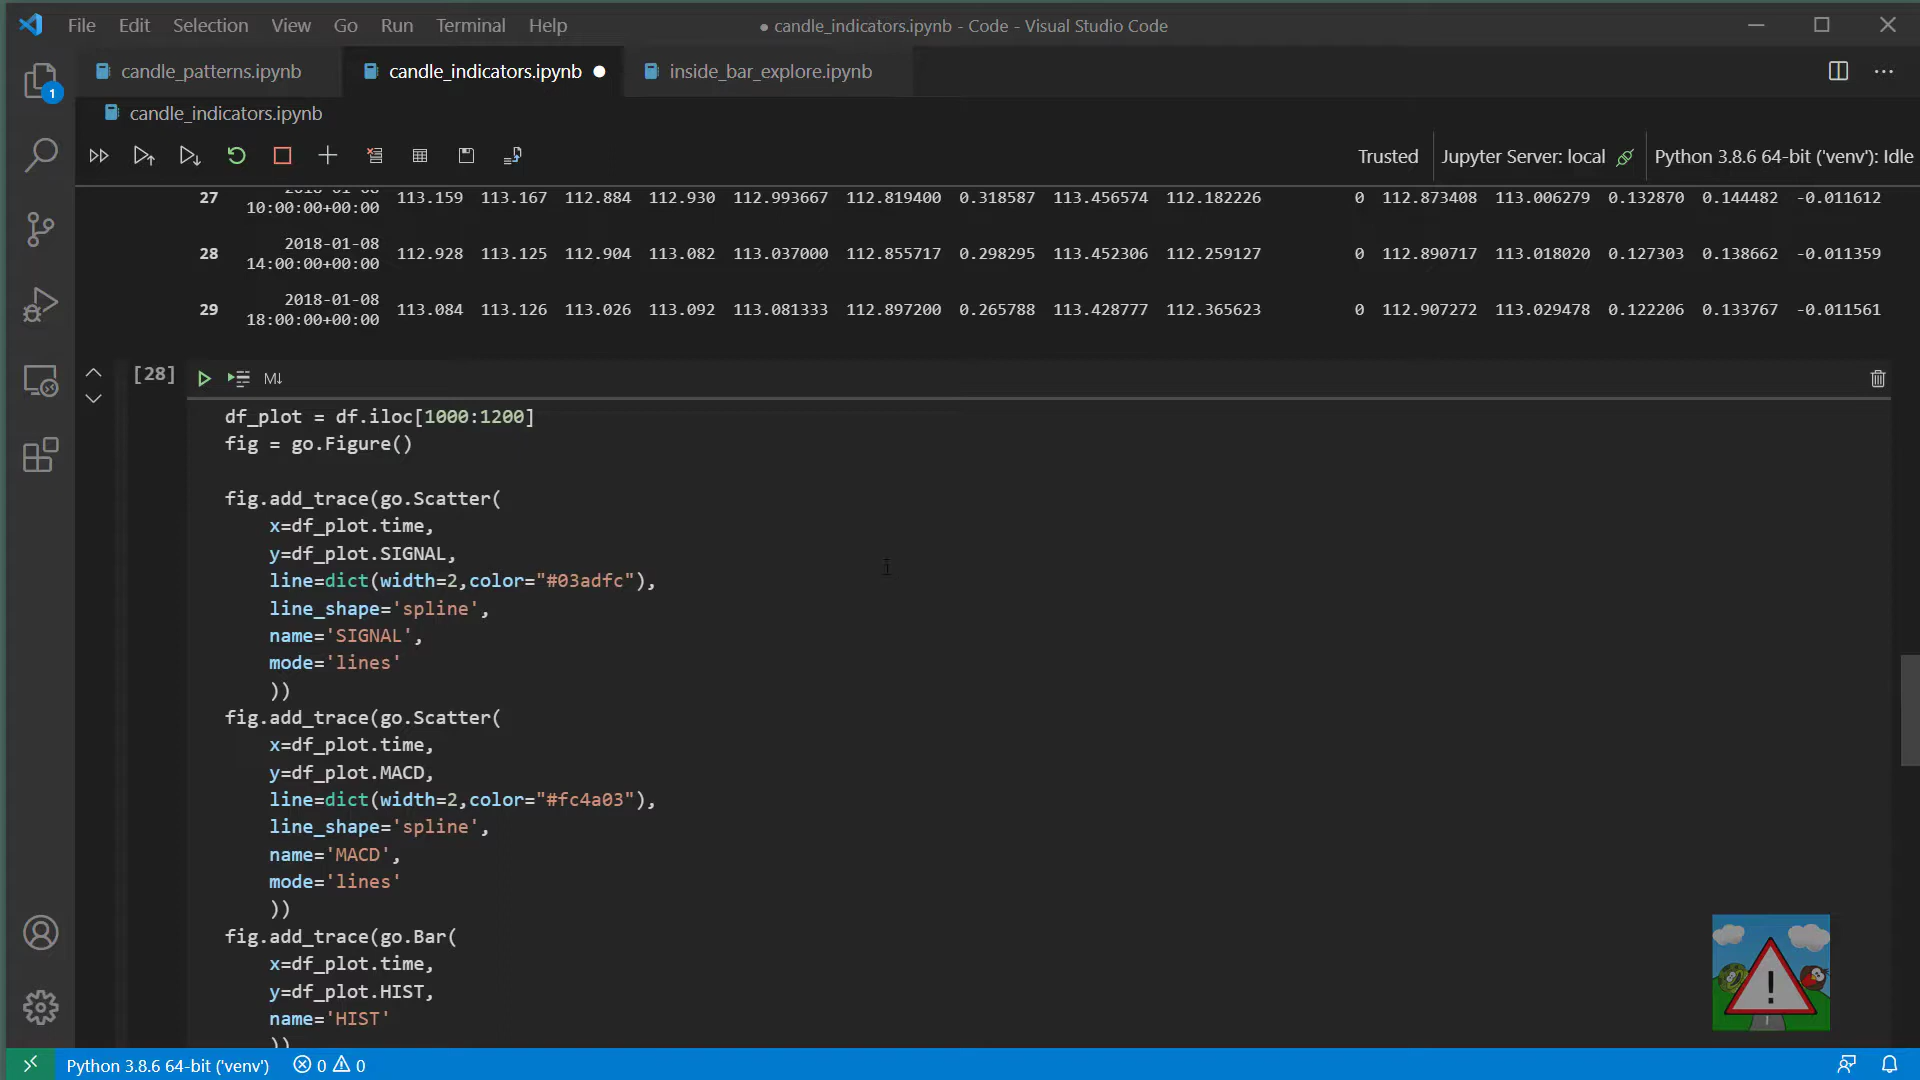 File Edit Selection View Go Run Terminal Help ● candle_indicators.ipynb - Code - Visual Studio Code
candle_patterns.ipynb candle_indicators.ipynb inside_bar_explore.ipynb
1
candle_indicators.ipynb
Trusted Jupyter Server: local Python 3.8.6 64-bit ('venv'): Idle
27 10:00:00+00:00 113.159 113.167 112.884 112.930 112.993667 112.819400 0.318587 113.456574 112.182226 0 112.873408 113.006279 0.132870 0.144482 -0.011612
28 2018-01-08 14:00:00+00:00 112.928 113.125 112.904 113.082 113.037000 112.855717 0.298295 113.452306 112.259127 0 112.890717 113.018020 0.127303 0.138662 -0.011359
29 2018-01-08 18:00:00+00:00 113.084 113.126 113.026 113.092 113.081333 112.897200 0.265788 113.428777 112.365623 0 112.907272 113.029478 0.122206 0.133767 -0.011561
[28] M↓
df_plot = df.iloc[1000:1200]
fig = go.Figure()
fig.add_trace(go.Scatter(
x=df_plot.time,
y=df_plot.SIGNAL,
line=dict(width=2,color="#03adfc"),
line_shape='spline',
name='SIGNAL',
mode='lines'
))
fig.add_trace(go.Scatter(
x=df_plot.time,
y=df_plot.MACD,
line=dict(width=2,color="#fc4a03"),
line_shape='spline',
name='MACD',
mode='lines'
))
fig.add_trace(go.Bar(
x=df_plot.time,
y=df_plot.HIST,
name='HIST'
))
!
Python 3.8.6 64-bit ('venv') 0 0